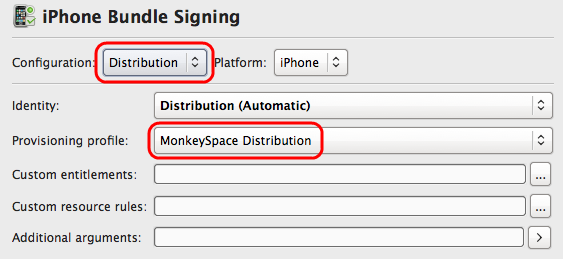 iPhone Bundle Signing
Configuration: Distribution Platform: iPhone
Identity: Distribution (Automatic)
Provisioning profile: MonkeySpace Distribution
Custom entitlements: ...
Custom resource rules: ...
Additional arguments: >